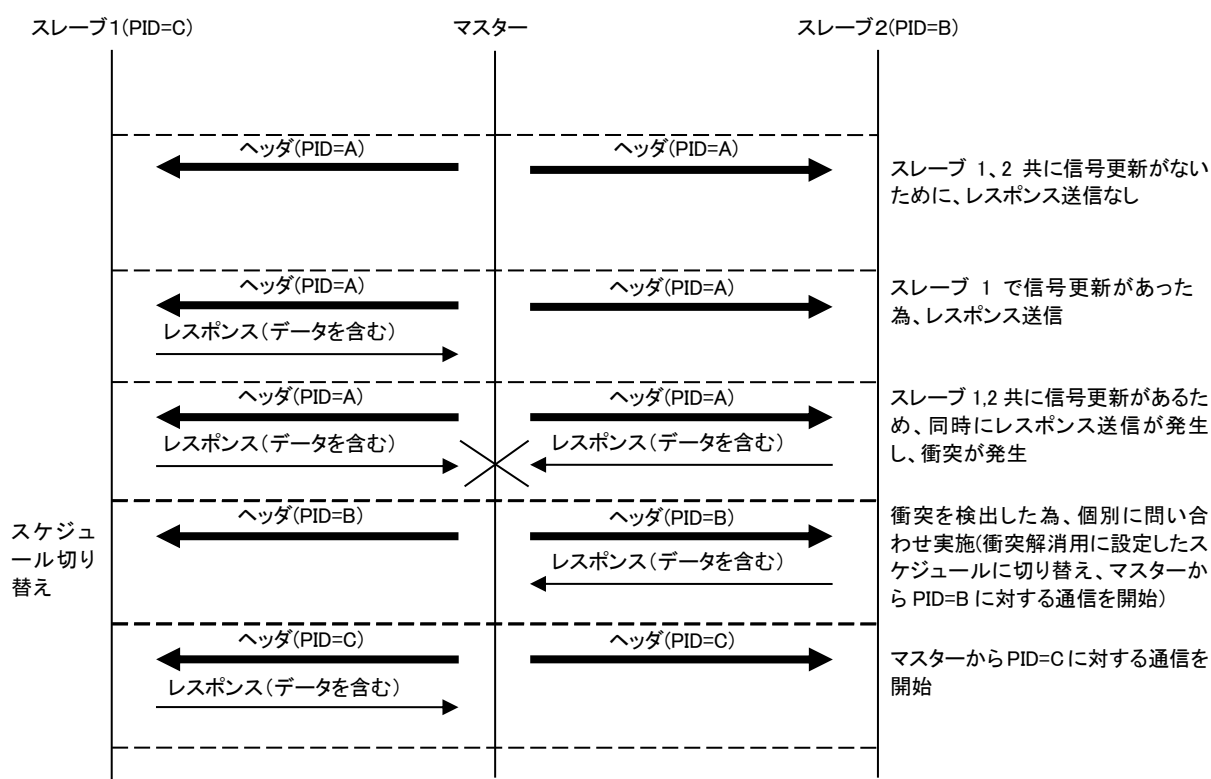 スレーブ1(PID=C)
マスター
スレーブ2(PID=B)
ヘッダ(PID=A)
ヘッダ(PID=A)
スレーブ 1、2 共に信号更新がない
ために、レスポンス送信なし
ヘッダ(PID=A)
ヘッダ(PID=A)
レスポンス(データを含む)
スレーブ 1 で信号更新があった
為、レスポンス送信
ヘッダ(PID=A)
ヘッダ(PID=A)
レスポンス(データを含む)
レスポンス(データを含む)
スレーブ 1,2 共に信号更新があるた
め、同時にレスポンス送信が発生
し、衝突が発生
スケジュ
ール切り
替え
ヘッダ(PID=B)
ヘッダ(PID=B)
レスポンス(データを含む)
衝突を検出した為、個別に問い合
わせ実施(衝突解消用に設定したス
ケジュールに切り替え、マスターか
ら PID=B に対する通信を開始)
ヘッダ(PID=C)
ヘッダ(PID=C)
レスポンス(データを含む)
マスターから PID=C に対する通信を
開始